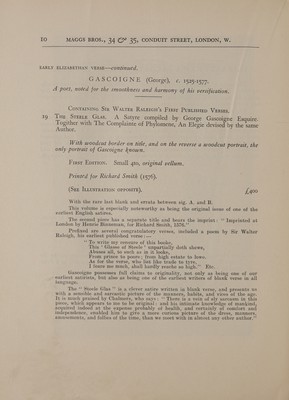 10 MAGGS BROS., 34 & 35, CONDUIT STREET, LONDON, W.
EARLY ELIZABETHAN VERSE—continued.
GASCOIGNE (George), c. 1525-1577.
A poet, noted for the smoothness and harmony of his versification.
Containing Sir Walter Raleigh's First Published Verses.
19 The Steele Glas. A Satyre compiled by George Gascoigne Esquire.
Togither with The Complainte of Phylomene, An Elegie devised by the same
Author.
With woodcut border on title, and on the reverse a woodcut portrait, the
only portrait of Gascoigne known.
First Edition. Small 4to, original vellum.
Printed for Richard Smith (1576).
(See Illustration opposite). £400
With the rare last blank and errata between sig. A. and B.
This volume is especially noteworthy as being the original issue of one of the
earliest English satires.
The second piece has a separate title and bears the imprint: "Imprinted at
London by Henrie Binneman, for Richard Smith, 1576."
Prefixed are several congratulatory verses, included a poem by Sir Walter
Raleigh, his earliest published verse:—
"To write my censure of this booke,
This 'Glasse of Steele' unpartially doth shewe,
Abuses all, to such as in it looke,
From prince to poore; from high estate to lowe.
As for the verse, who list like trade to trye,
I feare me much, shall hardly reache so high." Etc.
Gascoigne possesses full claims to originality, not only as being one of our
earliest satirists, but also as being one of the earliest writers of blank verse in all
language.
The "Steele Glas" is a clever satire written in blank verse, and presents us
with a sensible and sarcastic picture of the manners, habits, and vices of the age.
It is much praised by Chalmers, who says: "There is a vein of sly sarcasm in this
piece, which appears to me to be original: and his intimate knowledge of mankind,
acquired indeed at the expense probably of health, and certainly of comfort and
independence, enabled him to give a more curious picture of the dress, manners,
amusements, and follies of the time, than we meet with in almost any other author."